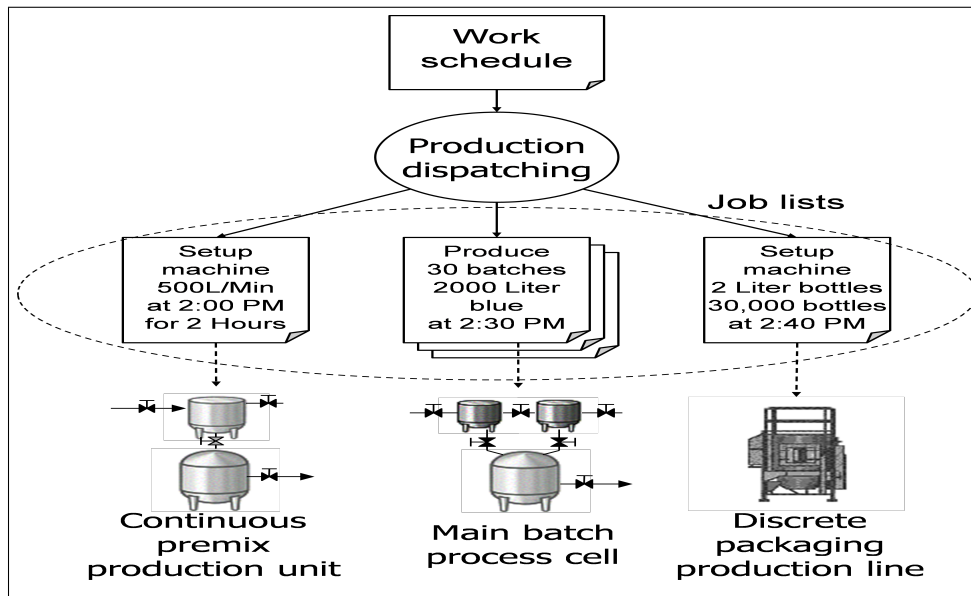 Work
schedule
Production
dispatching
Job lists
Setup
machine
500L/Min
at 2:00 PM
for 2 Hours
Produce
30 batches
2000 Liter
blue
at 2:30 PM
Setup
machine
2 Liter bottles
30,000 bottles
at 2:40 PM
Continuous
premix
production unit
Main batch
process cell
Discrete
packaging
production line